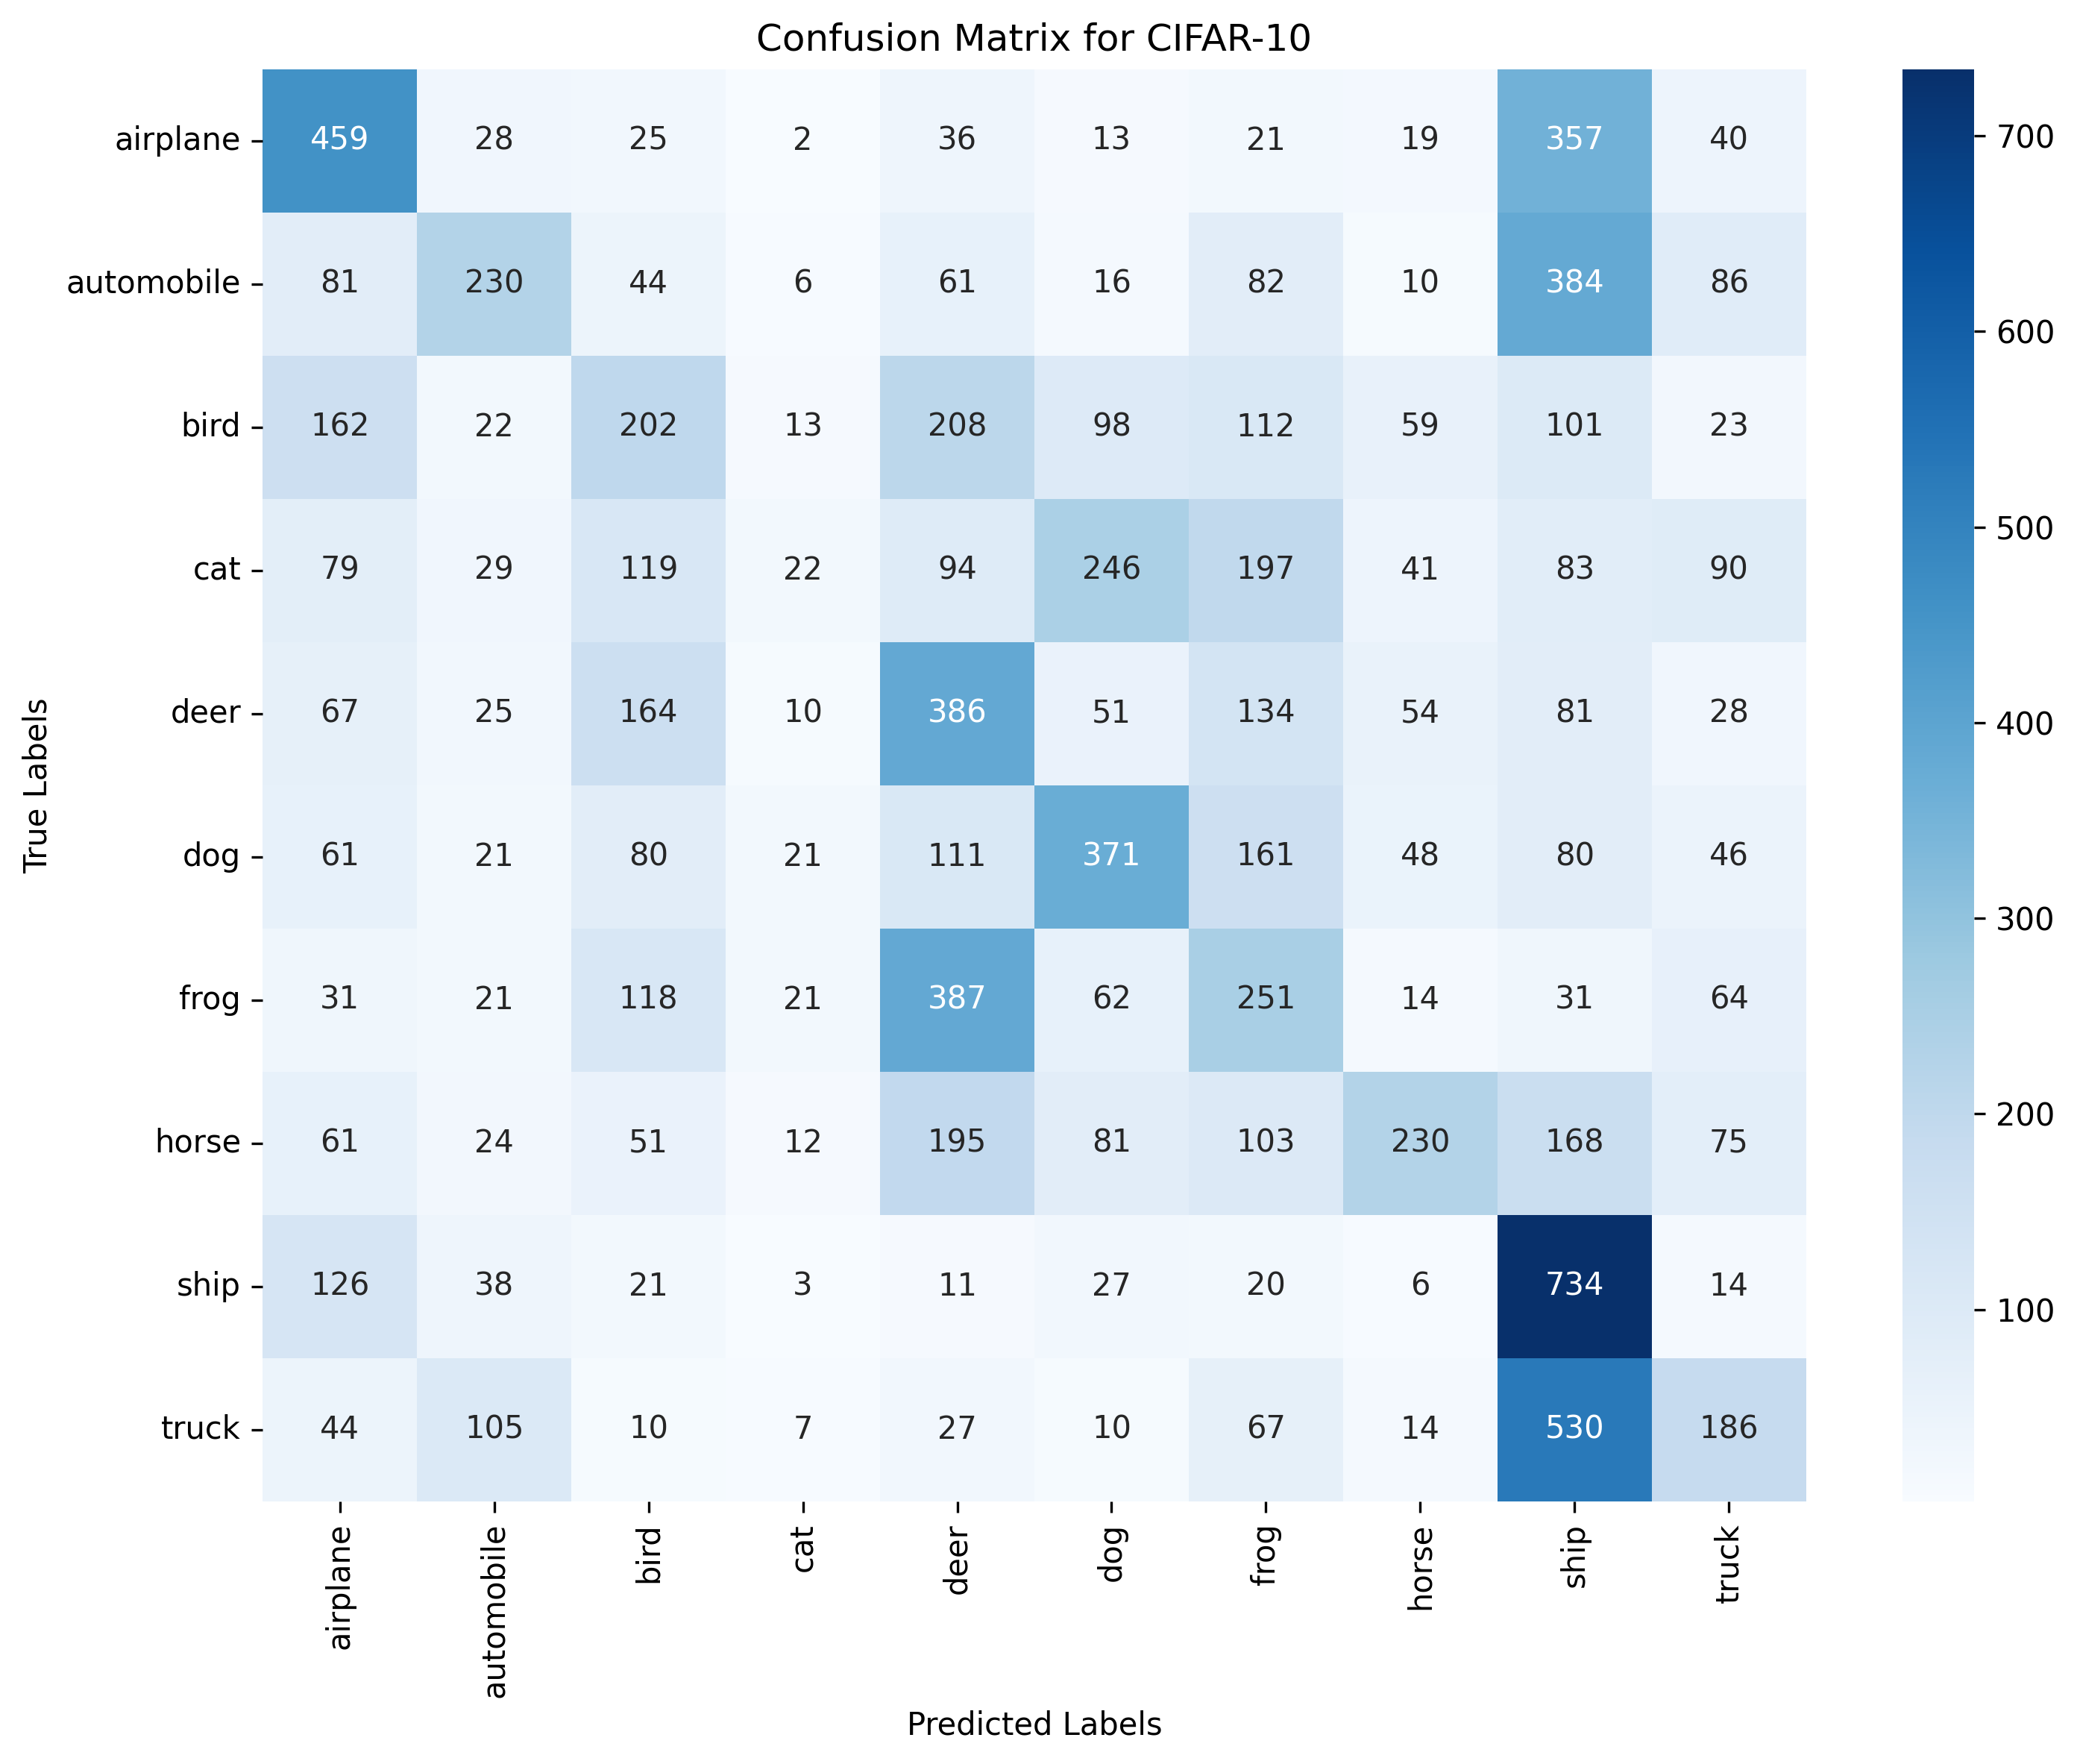 Confusion Matrix for CIFAR-10
airplane 459 28 25 2 36 13 21 19 357 40
automobile 81 230 44 6 61 16 82 10 384 86
bird 162 22 202 13 208 98 112 59 101 23
cat 79 29 119 22 94 246 197 41 83 90
deer 67 25 164 10 386 51 134 54 81 28
dog 61 21 80 21 111 371 161 48 80 46
frog 31 21 118 21 387 62 251 14 31 64
horse 61 24 51 12 195 81 103 230 168 75
ship 126 38 21 3 11 27 20 6 734 14
truck 44 105 10 7 27 10 67 14 530 186
True Labels
airplane automobile bird cat deer dog frog horse ship truck
Predicted Labels
700
600
500
400
300
200
100